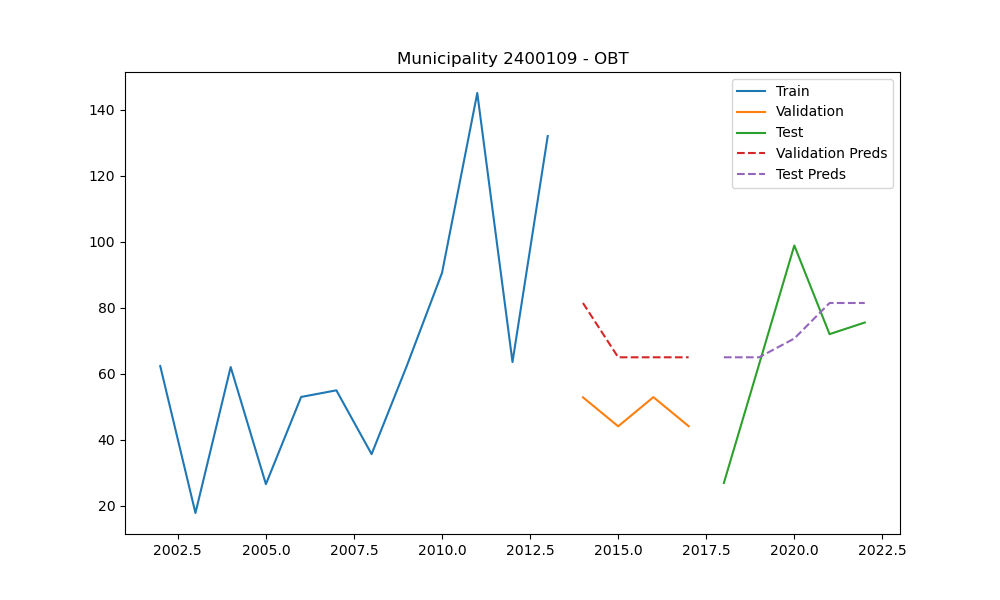 Municipality 2400109 - OBT
Train
Validation
Test
Validation Preds
Test Preds
140
120
100
80
60
40
20
2002.5 2005.0 2007.5 2010.0 2012.5 2015.0 2017.5 2020.0 2022.5